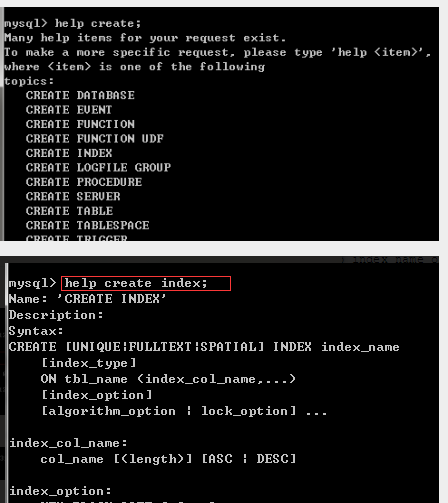 mysql> help create;
Many help items for your request exist.
To make a more specific request, please type 'help <item>',
where <item> is one of the following
topics:
   CREATE DATABASE
   CREATE EVENT
   CREATE FUNCTION
   CREATE FUNCTION UDF
   CREATE INDEX
   CREATE LOGFILE GROUP
   CREATE PROCEDURE
   CREATE SERVER
   CREATE TABLE
   CREATE TABLESPACE
   CREATE TRIGGER
mysql> help create index;
Name: 'CREATE INDEX'
Description:
Syntax:
CREATE [UNIQUE¦FULLTEXT¦SPATIAL] INDEX index_name
    [index_type]
    ON tbl_name (index_col_name,...)
    [index_option]
    [algorithm_option ¦ lock_option] ...
index_col_name:
    col_name [(length)] [ASC ¦ DESC]
index_option: